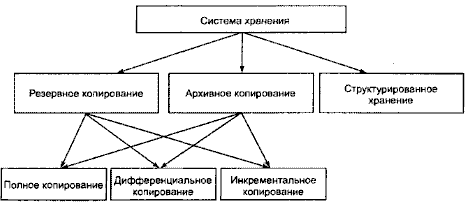 Система хранения
Резервное копирование
Архивное копирование
Структурированное
хранение
Полное копирование
Дифференциальное
копирование
Инкрементальное
копирование